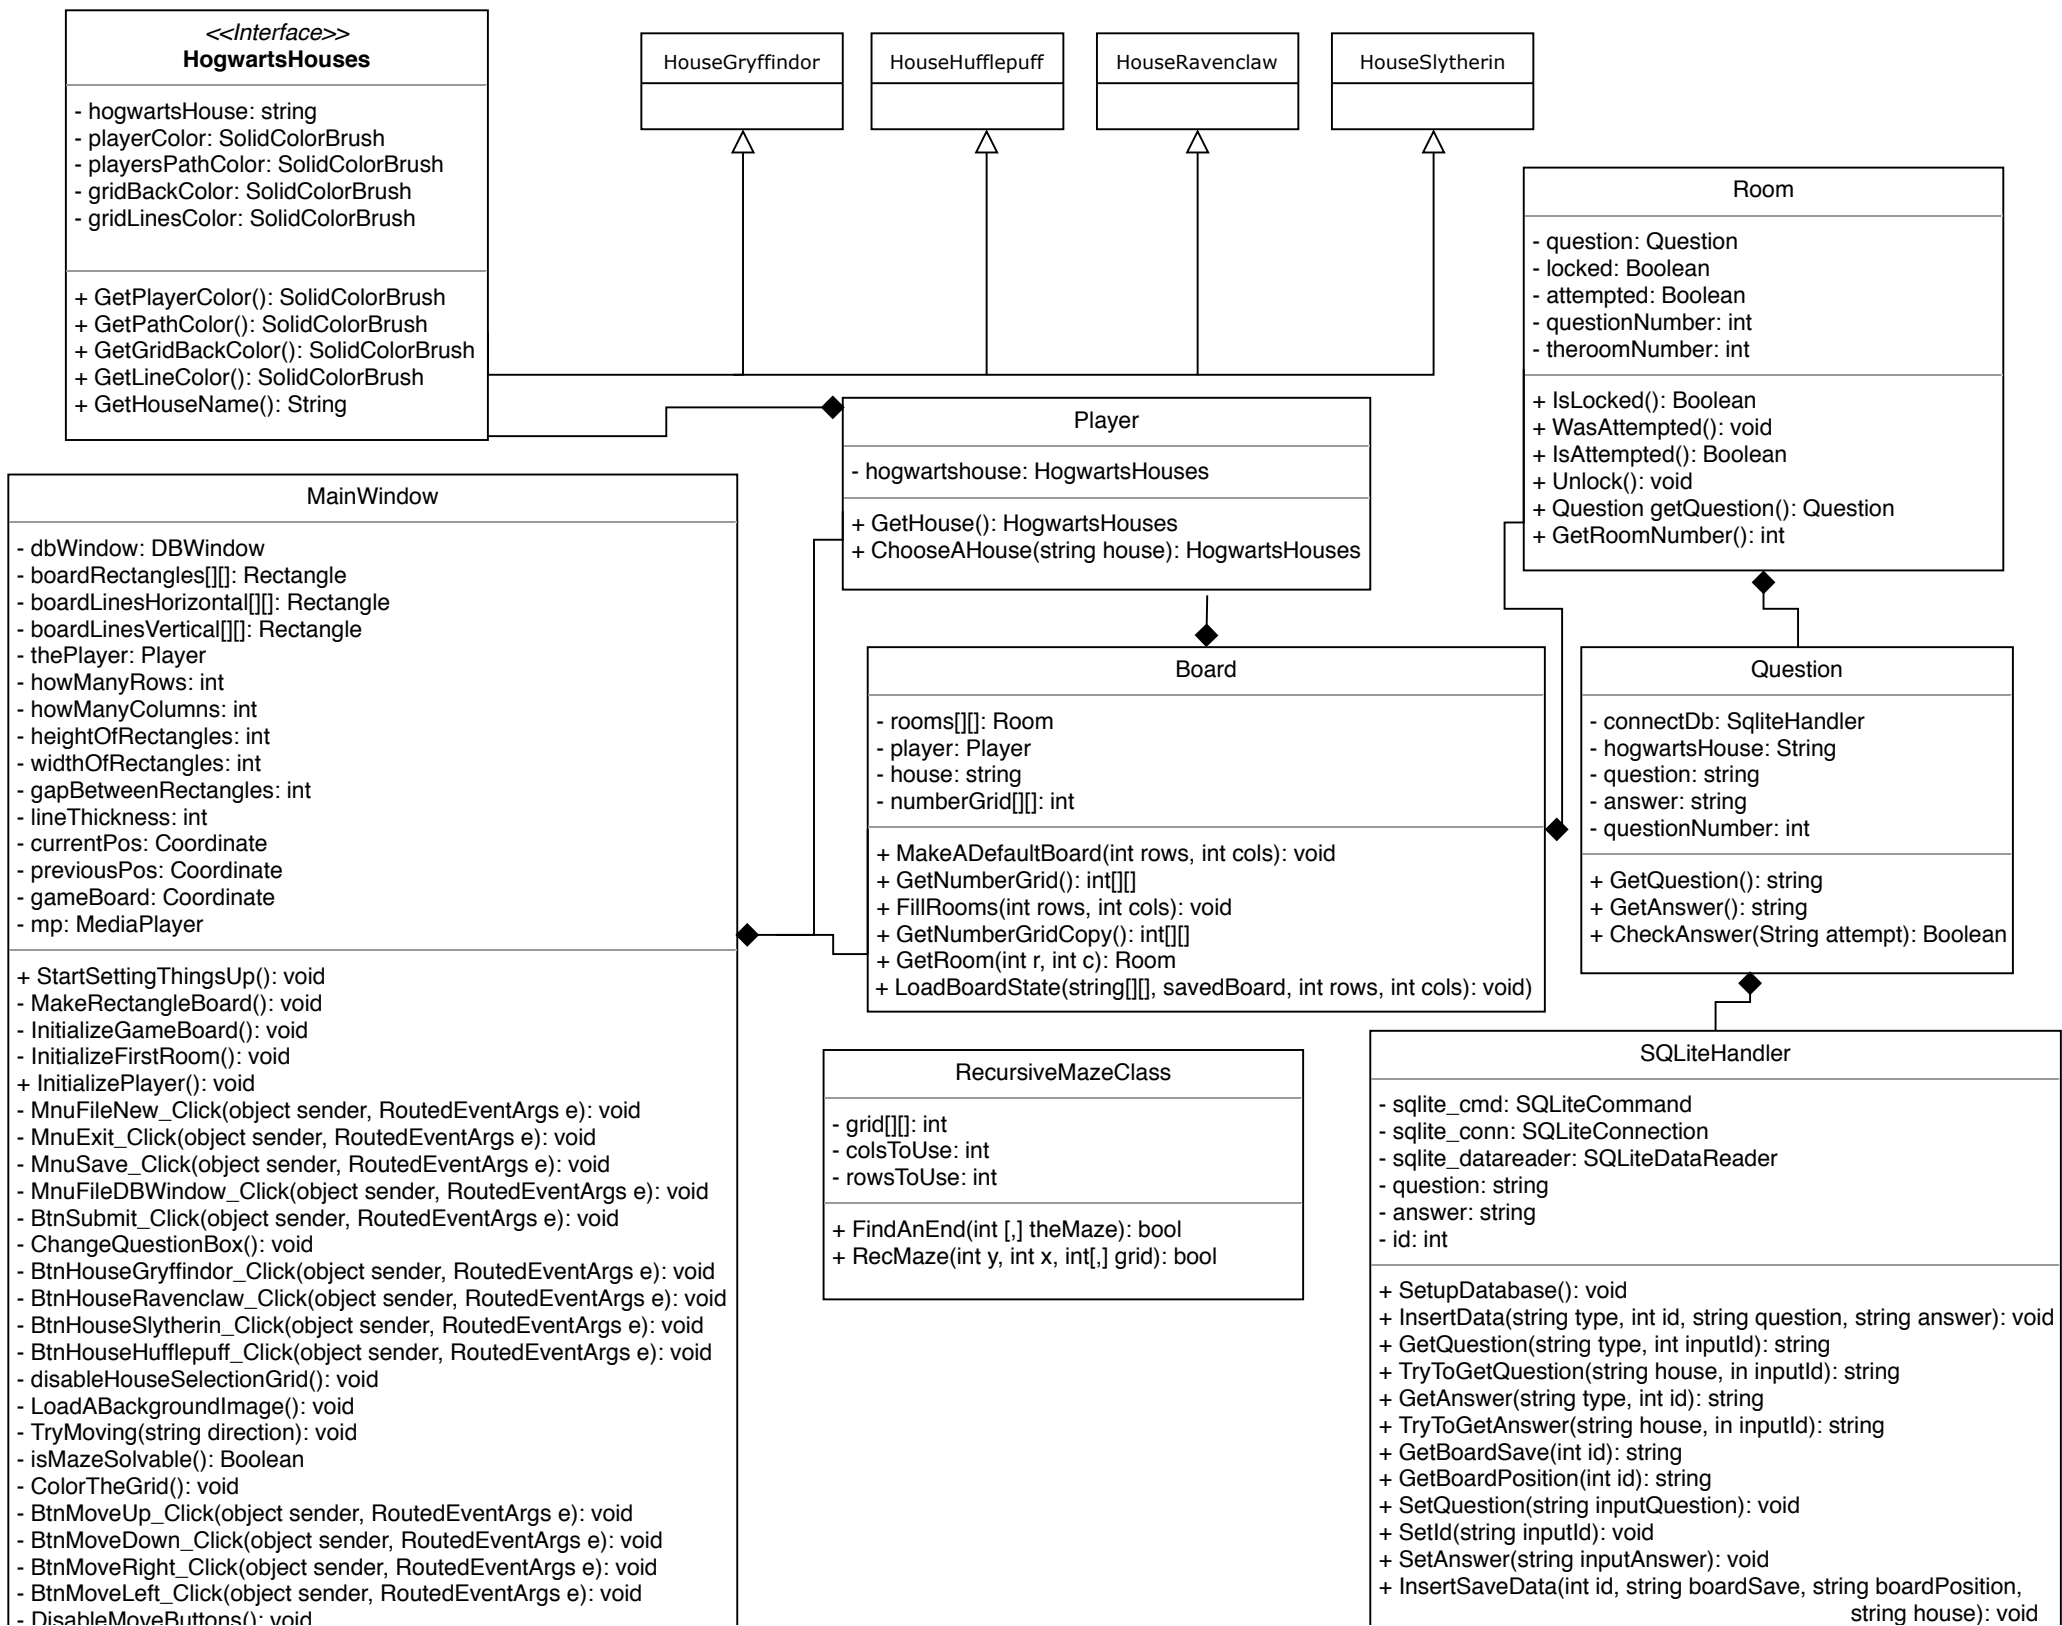 <<Interface>>
HogwartsHouses
- hogwartsHouse: string
- playerColor: SolidColorBrush
- playersPathColor: SolidColorBrush
- gridBackColor: SolidColorBrush
- gridLinesColor: SolidColorBrush
+ GetPlayerColor(): SolidColorBrush
+ GetPathColor(): SolidColorBrush
+ GetGridBackColor(): SolidColorBrush
+ GetLineColor(): SolidColorBrush
+ GetHouseName(): String
HouseGryffindor
HouseHufflepuff
HouseRavenclaw
HouseSlytherin
Room
- question: Question
- locked: Boolean
- attempted: Boolean
- questionNumber: int
- theroomNumber: int
+ IsLocked(): Boolean
+ WasAttempted(): void
+ IsAttempted(): Boolean
+ Unlock(): void
+ Question getQuestion(): Question
+ GetRoomNumber(): int
Player
- hogwartshouse: HogwartsHouses
+ GetHouse(): HogwartsHouses
+ ChooseAHouse(string house): HogwartsHouses
MainWindow
- dbWindow: DBWindow
- boardRectangles[][]: Rectangle
- boardLinesHorizontal[][]: Rectangle
- boardLinesVertical[][]: Rectangle
- thePlayer: Player
- howManyRows: int
- howManyColumns: int
- heightOfRectangles: int
- widthOfRectangles: int
- gapBetweenRectangles: int
- lineThickness: int
- currentPos: Coordinate
- previousPos: Coordinate
- gameBoard: Coordinate
- mp: MediaPlayer
+ StartSettingThingsUp(): void
- MakeRectangleBoard(): void
- InitializeGameBoard(): void
- InitializeFirstRoom(): void
+ InitializePlayer(): void
- MnuFileNew_Click(object sender, RoutedEventArgs e): void
- MnuExit_Click(object sender, RoutedEventArgs e): void
- MnuSave_Click(object sender, RoutedEventArgs e): void
- MnuFileDBWindow_Click(object sender, RoutedEventArgs e): void
- BtnSubmit_Click(object sender, RoutedEventArgs e): void
- ChangeQuestionBox(): void
- BtnHouseGryffindor_Click(object sender, RoutedEventArgs e): void
- BtnHouseRavenclaw_Click(object sender, RoutedEventArgs e): void
- BtnHouseSlytherin_Click(object sender, RoutedEventArgs e): void
- BtnHouseHufflepuff_Click(object sender, RoutedEventArgs e): void
- disableHouseSelectionGrid(): void
- LoadABackgroundImage(): void
- TryMoving(string direction): void
- isMazeSolvable(): Boolean
- ColorTheGrid(): void
- BtnMoveUp_Click(object sender, RoutedEventArgs e): void
- BtnMoveDown_Click(object sender, RoutedEventArgs e): void
- BtnMoveRight_Click(object sender, RoutedEventArgs e): void
- BtnMoveLeft_Click(object sender, RoutedEventArgs e): void
- DisableMoveButtons(): void
Board
- rooms[][]: Room
- player: Player
- house: string
- numberGrid[][]: int
+ MakeADefaultBoard(int rows, int cols): void
+ GetNumberGrid(): int[][]
+ FillRooms(int rows, int cols): void
+ GetNumberGridCopy(): int[][]
+ GetRoom(int r, int c): Room
+ LoadBoardState(string[][], savedBoard, int rows, int cols): void)
Question
- connectDb: SqliteHandler
- hogwartsHouse: String
- question: string
- answer: string
- questionNumber: int
+ GetQuestion(): string
+ GetAnswer(): string
+ CheckAnswer(String attempt): Boolean
RecursiveMazeClass
- grid[][]: int
- colsToUse: int
- rowsToUse: int
+ FindAnEnd(int [,] theMaze): bool
+ RecMaze(int y, int x, int[,] grid): bool
SQLiteHandler
- sqlite_cmd: SQLiteCommand
- sqlite_conn: SQLiteConnection
- sqlite_datareader: SQLiteDataReader
- question: string
- answer: string
- id: int
+ SetupDatabase(): void
+ InsertData(string type, int id, string question, string answer): void
+ GetQuestion(string type, int inputId): string
+ TryToGetQuestion(string house, in inputId): string
+ GetAnswer(string type, int id): string
+ TryToGetAnswer(string house, in inputId): string
+ GetBoardSave(int id): string
+ GetBoardPosition(int id): string
+ SetQuestion(string inputQuestion): void
+ SetId(string inputId): void
+ SetAnswer(string inputAnswer): void
+ InsertSaveData(int id, string boardSave, string boardPosition,
string house): void